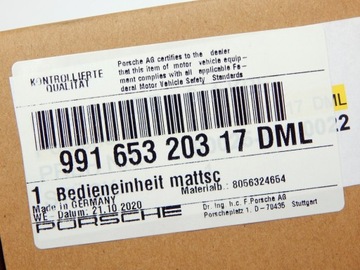 KONTROLLIERTE
QUALITÄT
Porsche AG certifies to the dealer
that this item of motor vehicle equip-
ment complies with all applicable Fe-
deral Motor Vehicle Safety Standards
991 653 203 17 DML
1 Bedieneinheit mattsc
Materialb.: 8056324654
Made in GERMANY
WE - Datum: 21.10 2020
PORSCHE
Dr. Ing. h.c. F. Porsche AG
Porscheplatz 1, D-70435 Stuttgart